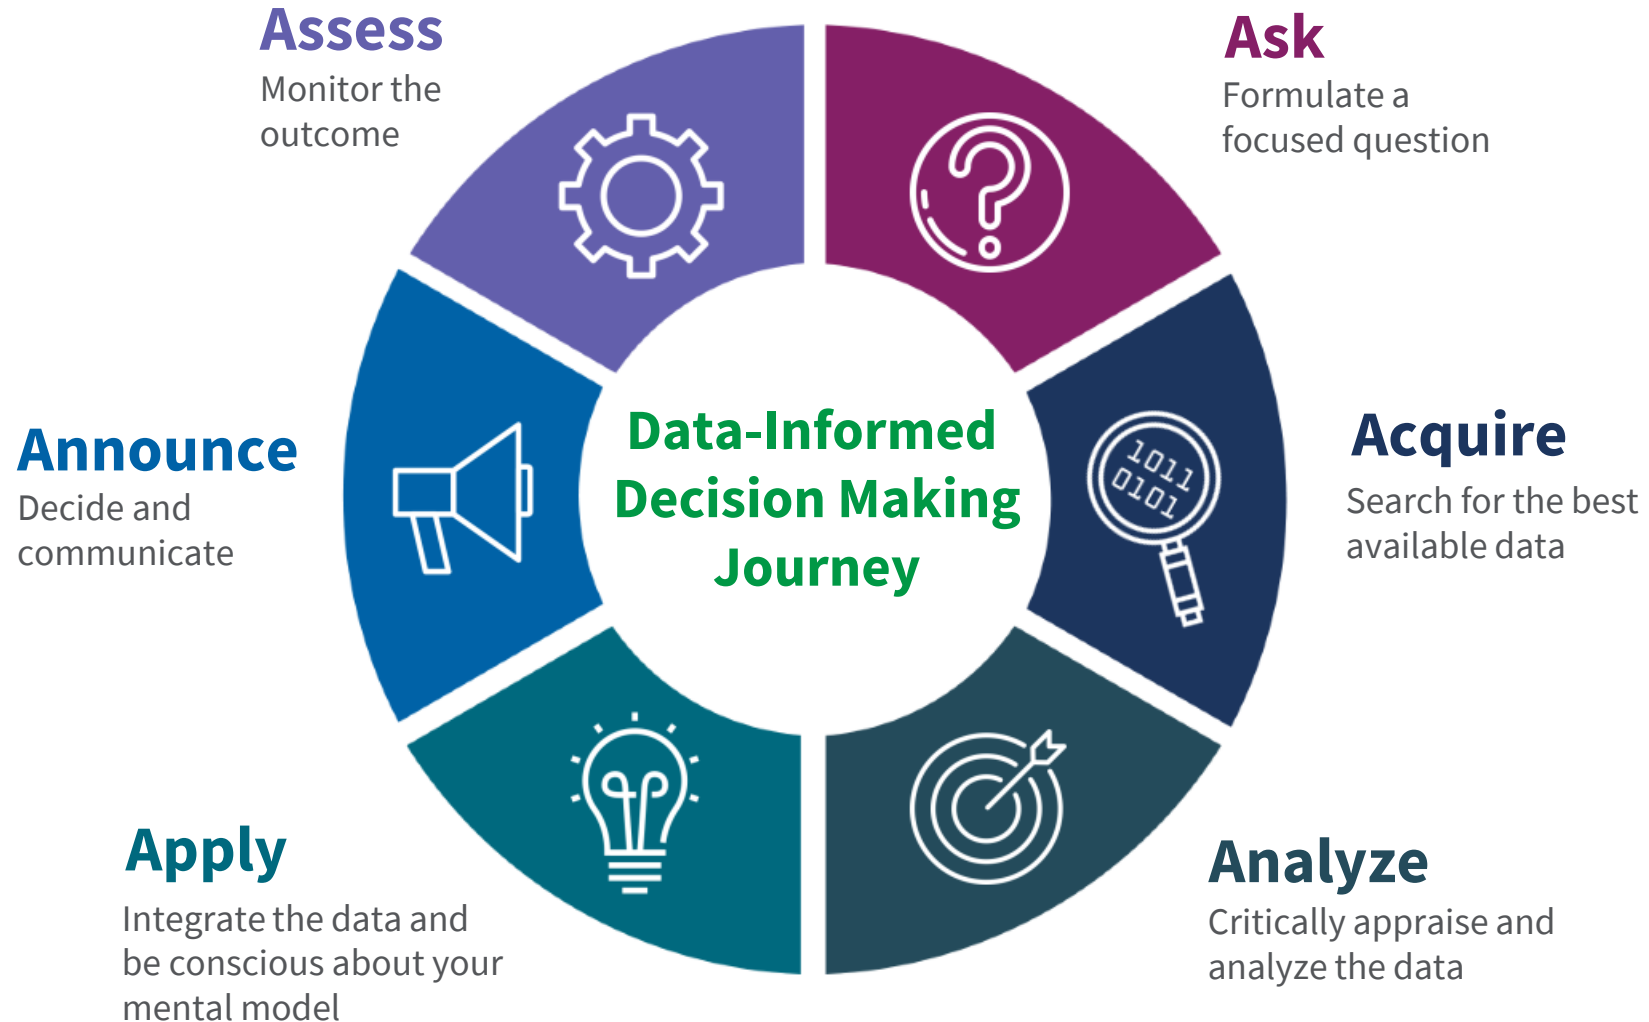 Assess
Monitor the
outcome
Ask
Formulate a
focused question
Acquire
Search for the best
available data
1011
0101
Analyze
Critically appraise and
analyze the data
Apply
Integrate the data and
be conscious about your
mental model
Announce
Decide and
communicate
Data-Informed
Decision Making
Journey